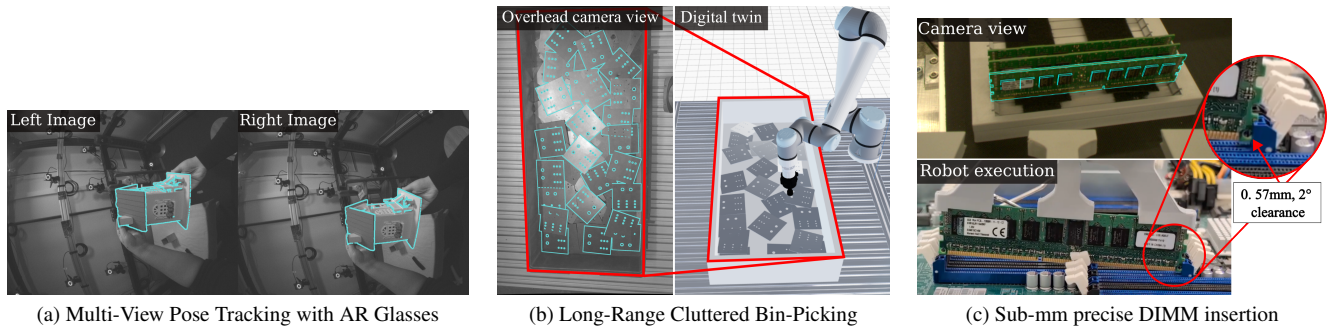 Left Image
Right Image
(a) Multi-View Pose Tracking with AR Glasses
Overhead camera view
Digital twin
(b) Long-Range Cluttered Bin-Picking
Camera view
Robot execution
0. 57mm, 2°
clearance
(c) Sub-mm precise DIMM insertion